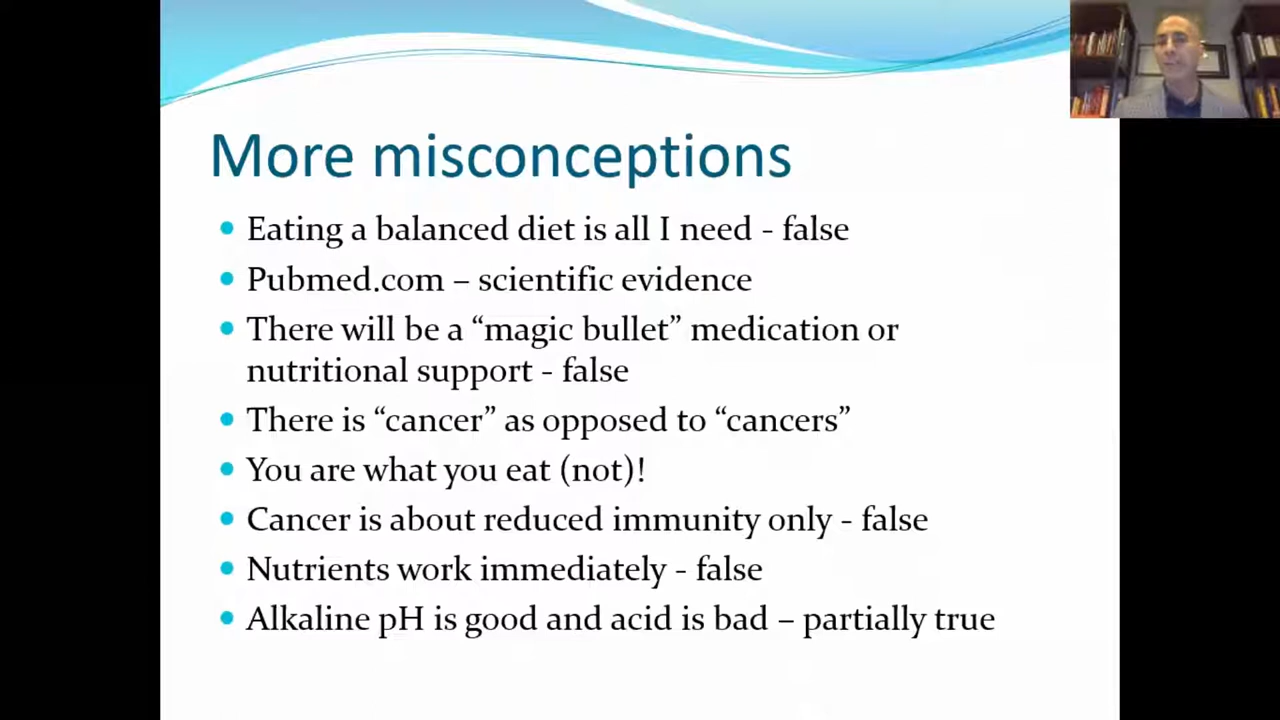 More misconceptions
Eating a balanced diet is all I need - false
Pubmed.com – scientific evidence
There will be a “magic bullet” medication or
nutritional support - false
There is “cancer” as opposed to “cancers”
You are what you eat (not)!
Cancer is about reduced immunity only - false
Nutrients work immediately - false
Alkaline pH is good and acid is bad – partially true